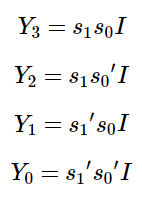 Y₃ = s₁s₀I
Y₂ = s₁s₀′I
Y₁ = s₁′s₀I
Y₀ = s₁′s₀′I